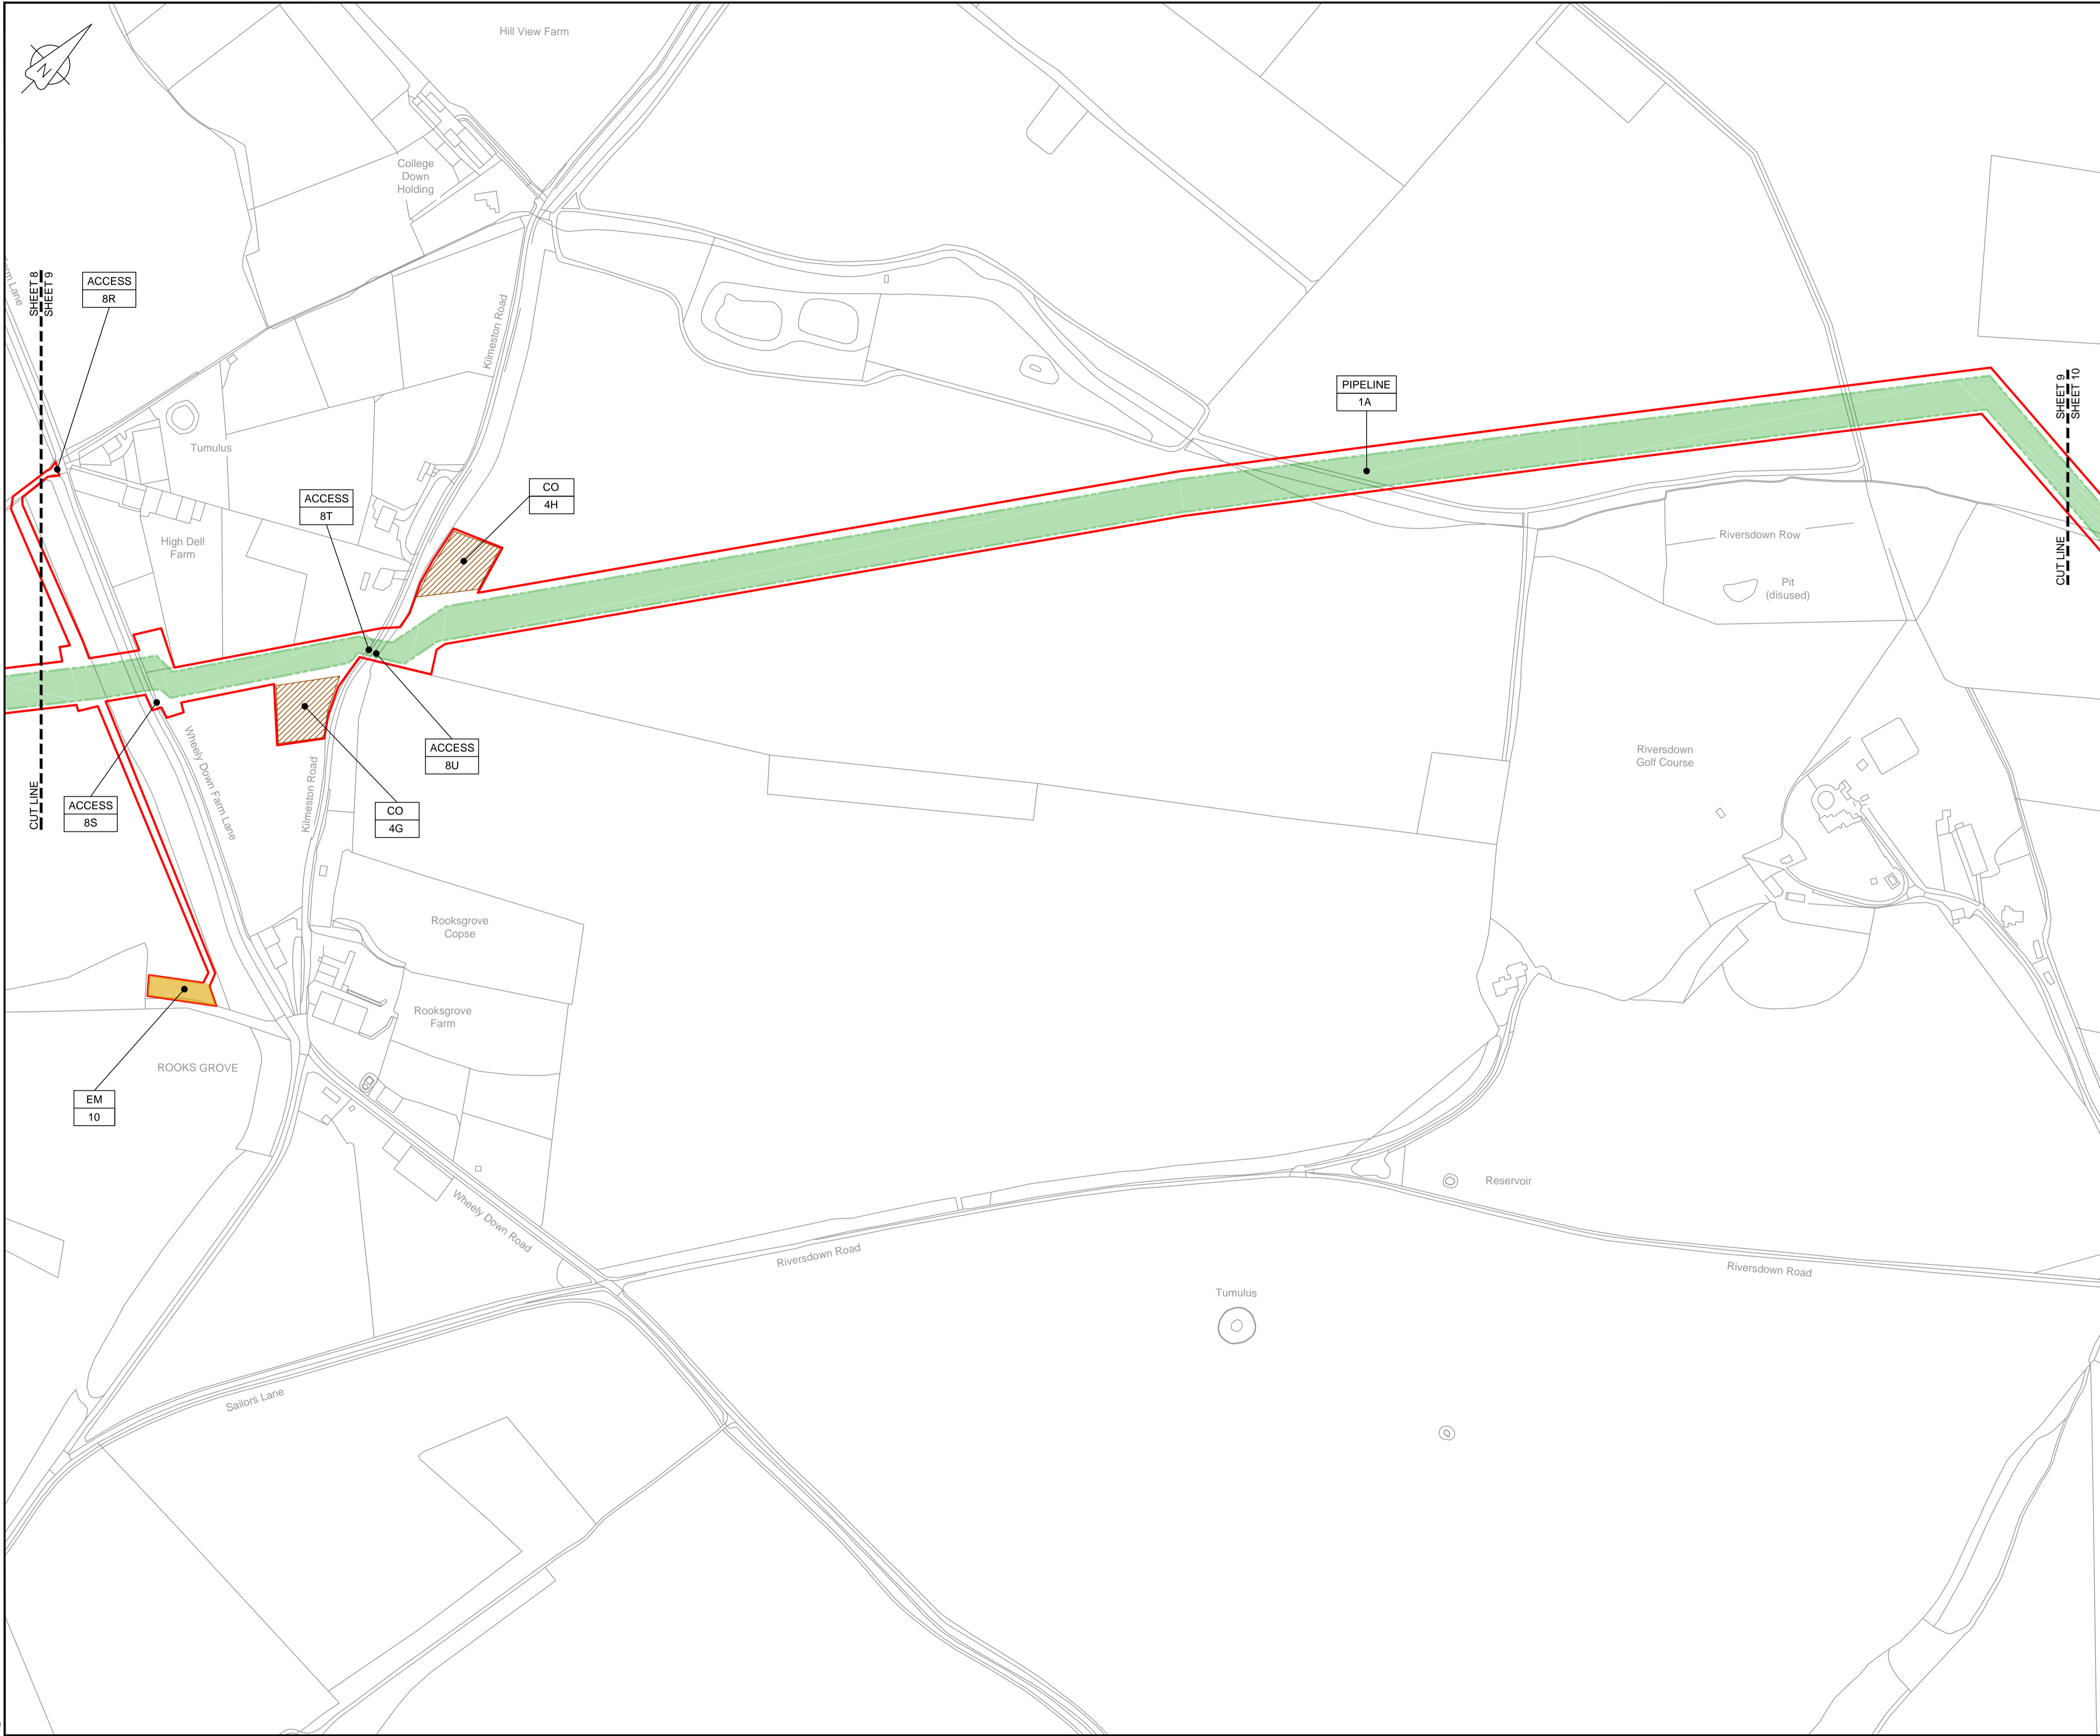 Hill View Farm
N
College
Down
Holding
SHEET 8
SHEET 9
ACCESS
8R
Kilmeston Road
PIPELINE
1A
SHEET 9
SHEET 10
Tumulus
ACCESS
8T
CO
4H
High Dell
Farm
Riversdown Row
CUT LINE
Pit
(disused)
Wheely Down Farm Lane
ACCESS
8U
Riversdown
Golf Course
CUT LINE
ACCESS
8S
Kilmeston Road
CO
4G
Rooksgrove
Copse
Rooksgrove
Farm
ROOKS GROVE
EM
10
Wheely Down Road
Reservoir
Riversdown Road
Riversdown Road
Tumulus
Sailors Lane